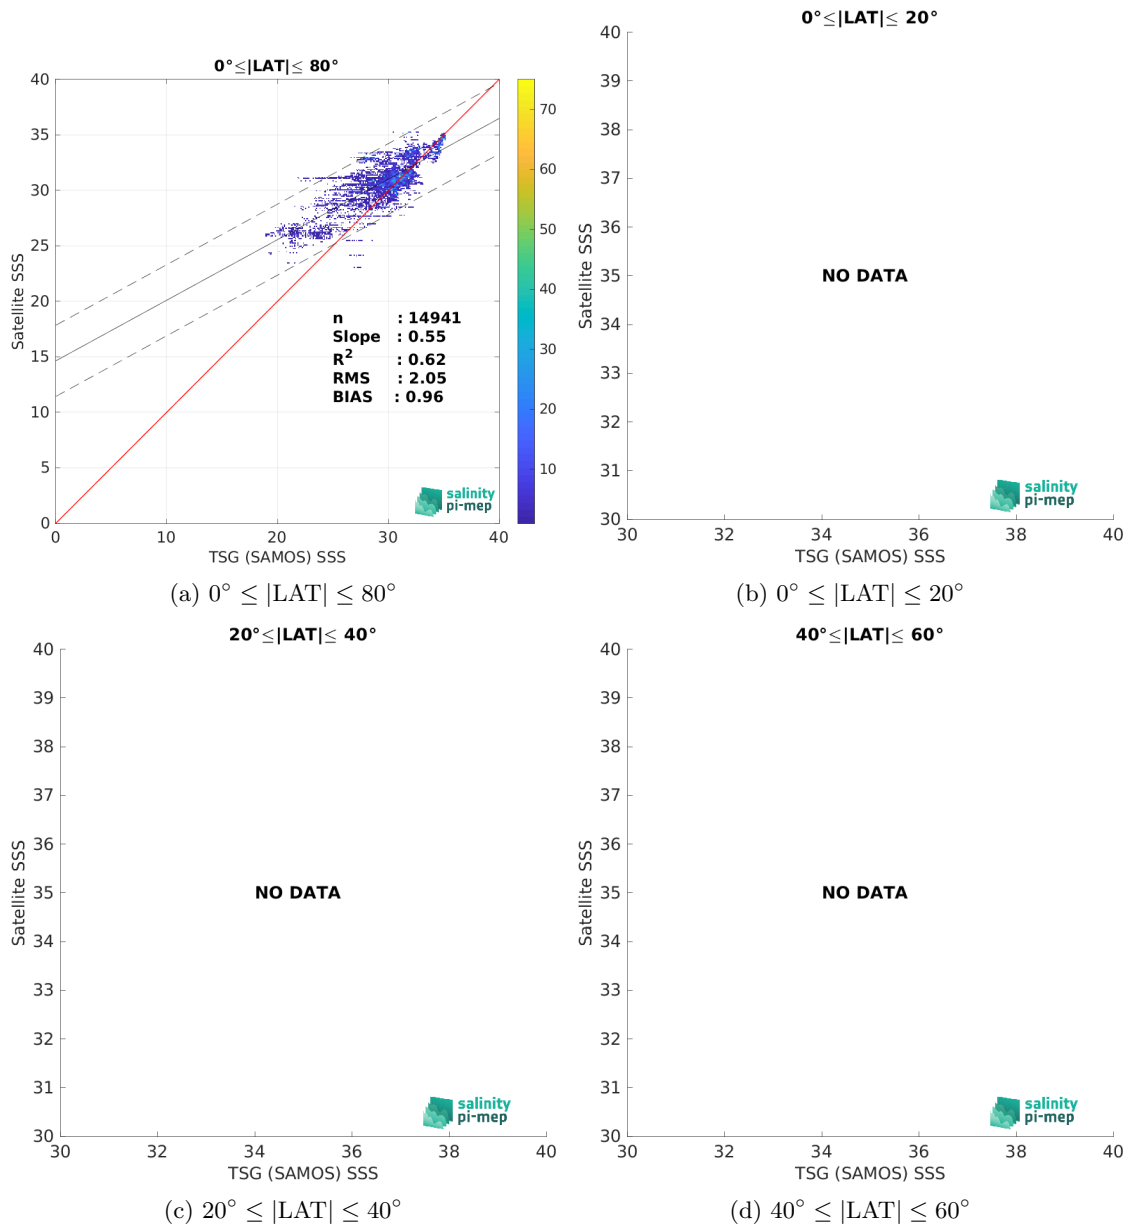 0°≤|LAT|≤ 80°
40
35
30
25
20
15
10
5
0
Satellite SSS
0
10
20
30
40
TSG (SAMOS) SSS
n : 14941
Slope : 0.55
R² : 0.62
RMS : 2.05
BIAS : 0.96
salinity
pi-mep
70
60
50
40
30
20
10
(a) 0° ≤ |LAT| ≤ 80°
0°≤|LAT|≤ 20°
40
39
38
37
36
35
34
33
32
31
30
Satellite SSS
NO DATA
salinity
pi-mep
30
32
34
36
38
40
TSG (SAMOS) SSS
(b) 0° ≤ |LAT| ≤ 20°
20°≤|LAT|≤ 40°
40
39
38
37
36
35
34
33
32
31
30
Satellite SSS
NO DATA
salinity
pi-mep
30
32
34
36
38
40
TSG (SAMOS) SSS
(c) 20° ≤ |LAT| ≤ 40°
40°≤|LAT|≤ 60°
40
39
38
37
36
35
34
33
32
31
30
Satellite SSS
NO DATA
salinity
pi-mep
30
32
34
36
38
40
TSG (SAMOS) SSS
(d) 40° ≤ |LAT| ≤ 60°